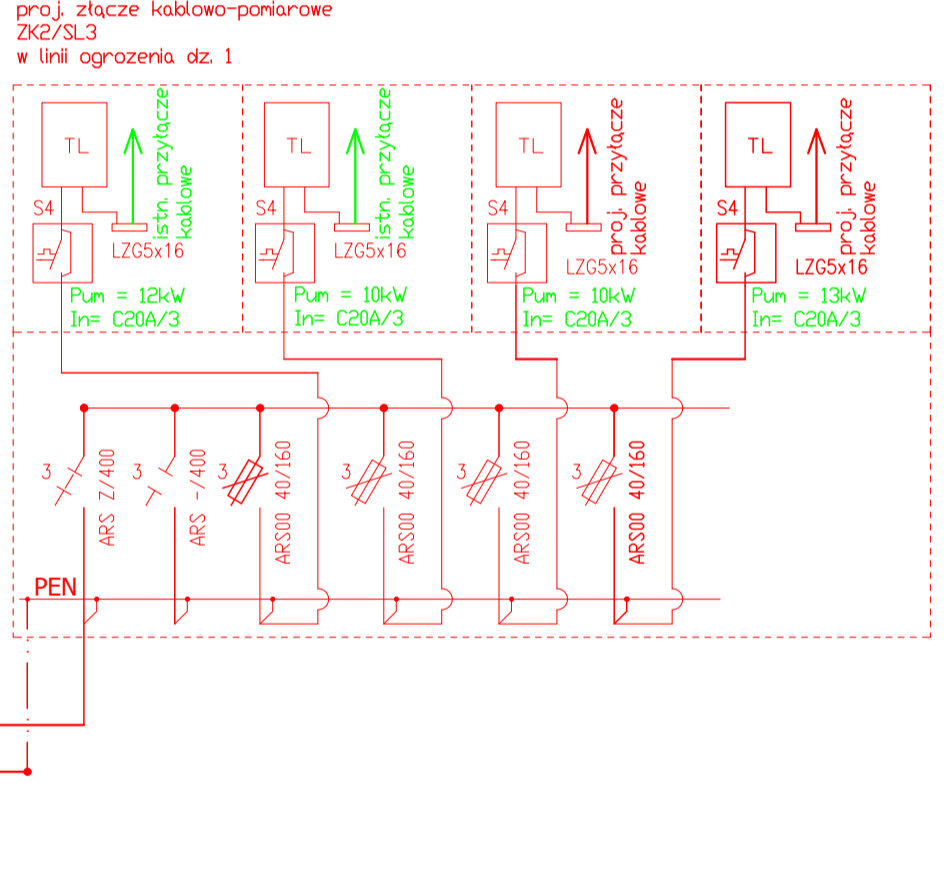 proj. złącze kablowo-pomiarowe
ZK2/SL3
w linii ogrozenia dz. 1
TL
istn. przyłącze
kablowe
S4
LZG5x16
Pum = 12kW
In= C20A/3
TL
istn. przyłącze
kablowe
S4
LZG5x16
Pum = 10kW
In= C20A/3
TL
proj. przyłącze
kablowe
S4
LZG5x16
Pum = 10kW
In= C20A/3
TL
proj. przyłącze
kablowe
S4
LZG5x16
Pum = 13kW
In= C20A/3
3
ARS Z/400
3
ARS -/400
3
ARS00 40/160
3
ARS00 40/160
3
ARS00 40/160
3
ARS00 40/160
PEN